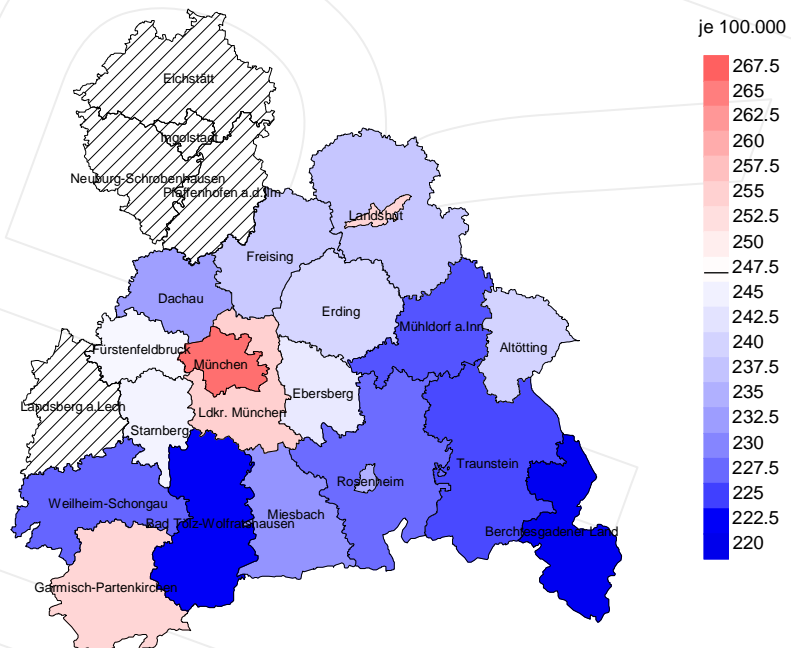 je 100.000
267.5
265
262.5
260
257.5
255
252.5
250
247.5
245
242.5
240
237.5
235
232.5
230
227.5
225
222.5
220
Eichstätt
Ingolstadt
Neuburg-Schrobenhausen
Pfaffenhofen a.d.Ilm
Landshut
Freising
Dachau
Erding
Mühldorf a.Inn
Altötting
Fürstenfeldbruck
München
Ebersberg
Landsberg a.Lech
Ldkr. München
Starnberg
Traunstein
Rosenheim
Weilheim-Schongau
Miesbach
Bad Tölz-Wolfratshausen
Berchtesgadener Land
Garmisch-Partenkirchen